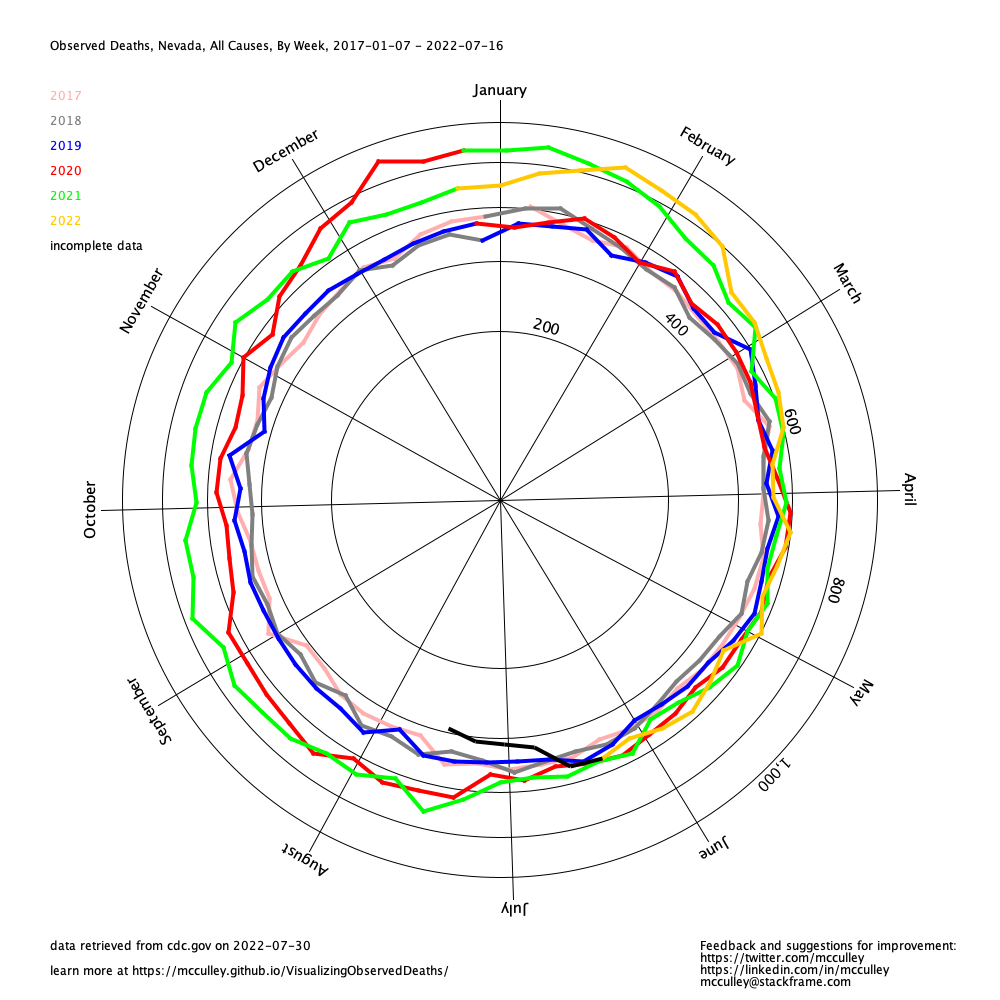 Observed Deaths, Nevada, All Causes, By Week, 2017-01-07 - 2022-07-16
2017
2018
2019
2020
2021
2022
incomplete data
January
February
March
April
May
June
July
August
September
October
November
December
200
400
600
800
1,000
data retrieved from cdc.gov on 2022-07-30
learn more at https://mcculley.github.io/VisualizingObservedDeaths/
Feedback and suggestions for improvement:
https://twitter.com/mcculley
https://linkedin.com/in/mcculley
mcculley@stackframe.com